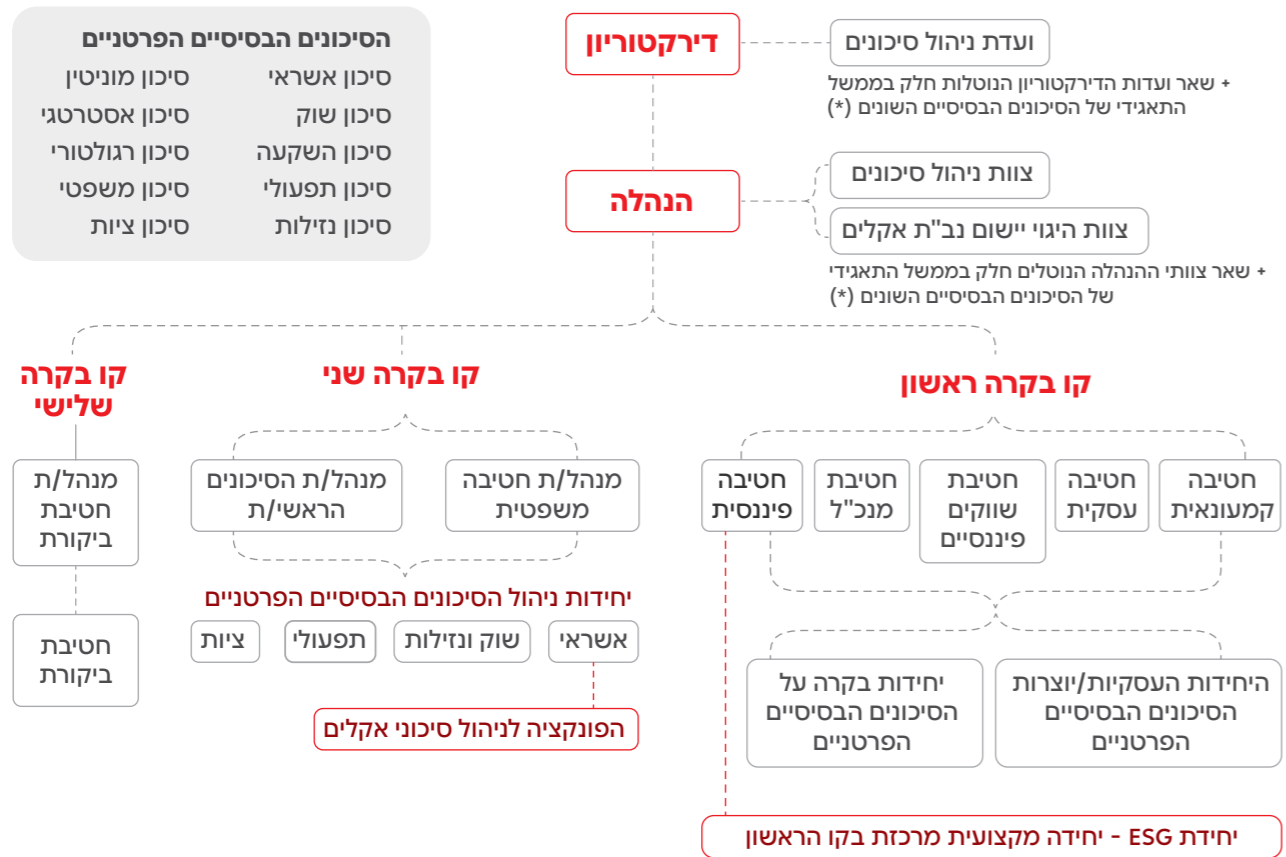 הסיכונים הבסיסיים הפרטניים
סיכון אשראי
סיכון מוניטין
סיכון שוק
סיכון אסטרטגי
סיכון השקעה
סיכון רגולטורי
סיכון תפעולי
סיכון משפטי
סיכון נזילות
סיכון ציות
דירקטוריון
ועדת ניהול סיכונים
+ שאר ועדות הדירקטוריון הנוטלות חלק בממשל
התאגידי של הסיכונים הבסיסיים השונים (*)
הנהלה
צוות ניהול סיכונים
צוות היגוי יישום נב"ת אקלים
+ שאר צוותי ההנהלה הנוטלים חלק בממשל התאגידי
של הסיכונים הבסיסיים השונים (*)
קו בקרה ראשון
חטיבה
קמעונאית
חטיבה
עסקית
חטיבת
שווקים
פיננסיים
חטיבת
מנכ"ל
חטיבה
פיננסית
היחידות העסקיות/יוצרות
הסיכונים הבסיסיים
הפרטניים
יחידות בקרה על
הסיכונים הבסיסיים
הפרטניים
יחידת ESG - יחידה מקצועית מרכזת בקו הראשון
קו בקרה שני
מנהל/ת חטיבה
משפטית
מנהל/ת הסיכונים
הראשי/ת
יחידות ניהול הסיכונים הבסיסיים הפרטניים
אשראי
שוק ונזילות
תפעולי
ציות
הפונקציה לניהול סיכוני אקלים
קו בקרה
שלישי
מנהל/ת
חטיבת
ביקורת
חטיבת
ביקורת